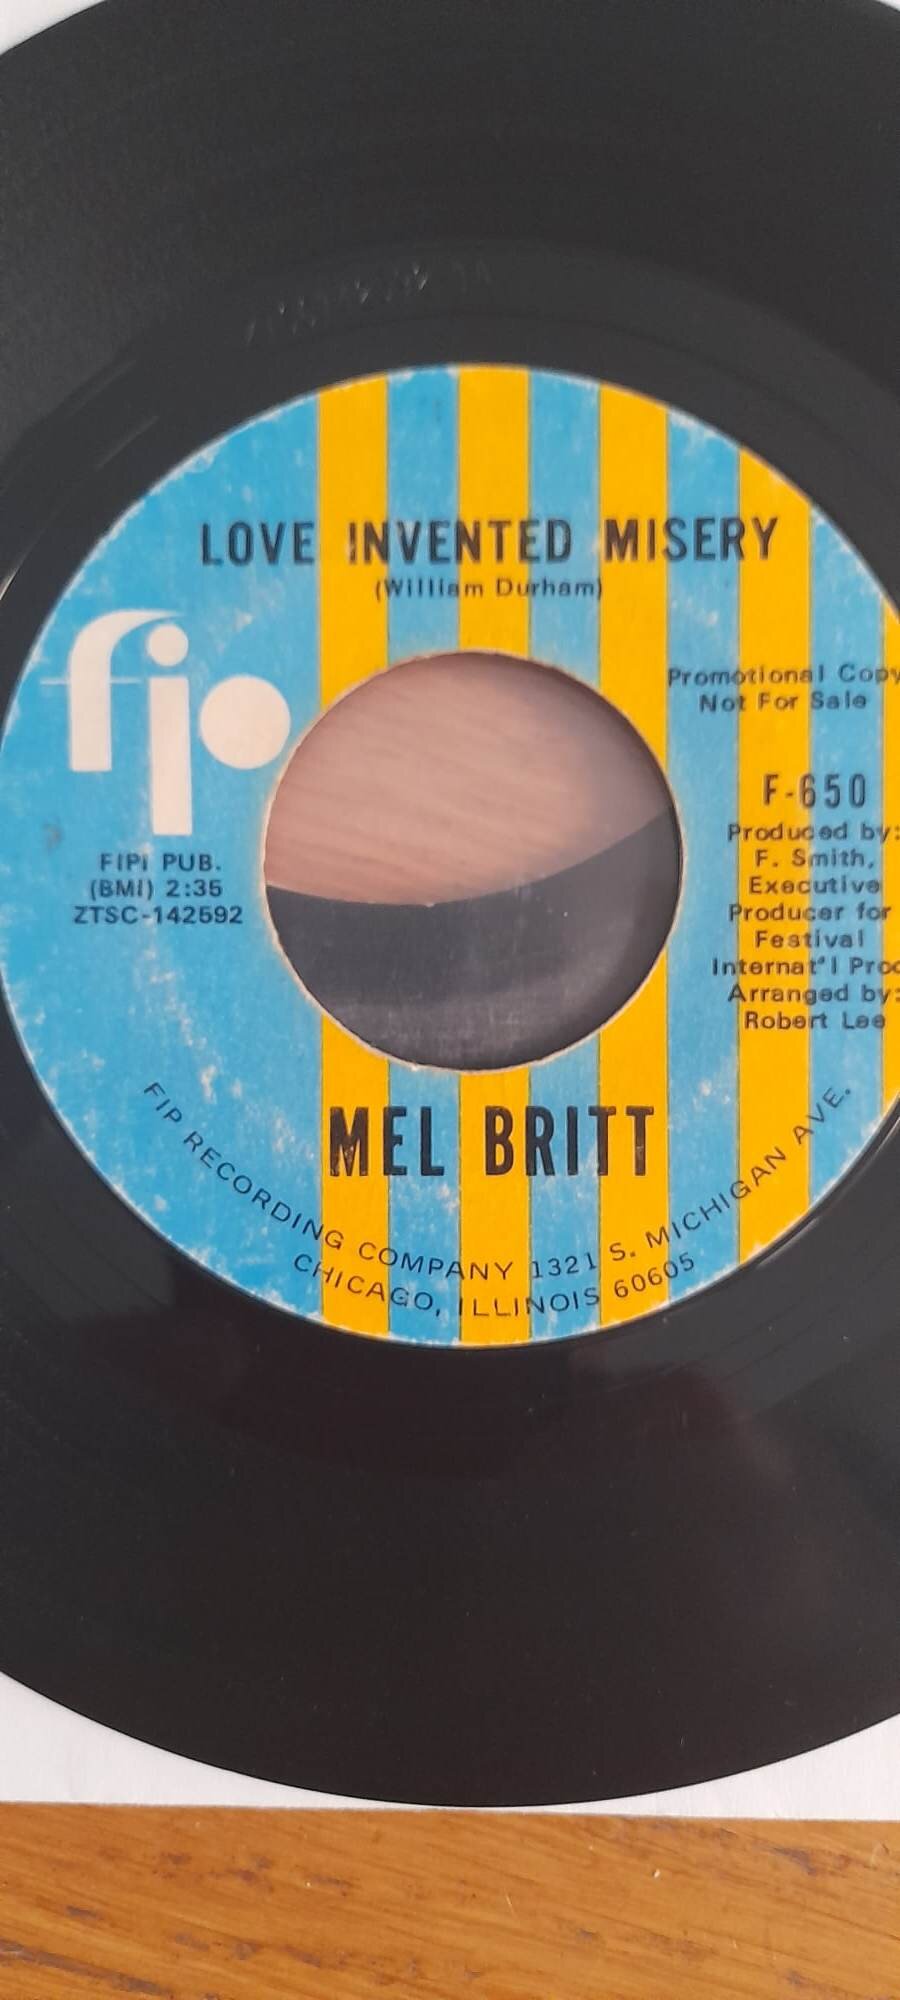 LOVE INVENTED MISERY
(William Durham)
fip
Promotional Copy
Not For Sale
F-650
Produced by:
F. Smith,
Executive
Producer for
Festival
Internat'l Prod
Arranged by:
Robert Lee
FIPI PUB.
(BMI) 2:35
ZTSC-142592
MEL BRITT
FIP RECORDING COMPANY 1321 S. MICHIGAN AVE.
CHICAGO, ILLINOIS 60605